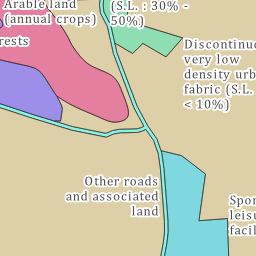 Arable land
(annual crops)
(S.L. : 30% -
50%)
rests
Discontinuo
very low
density urb
fabric (S.L.
< 10%)
Other roads
and associated
land
Spor
leisu
facil